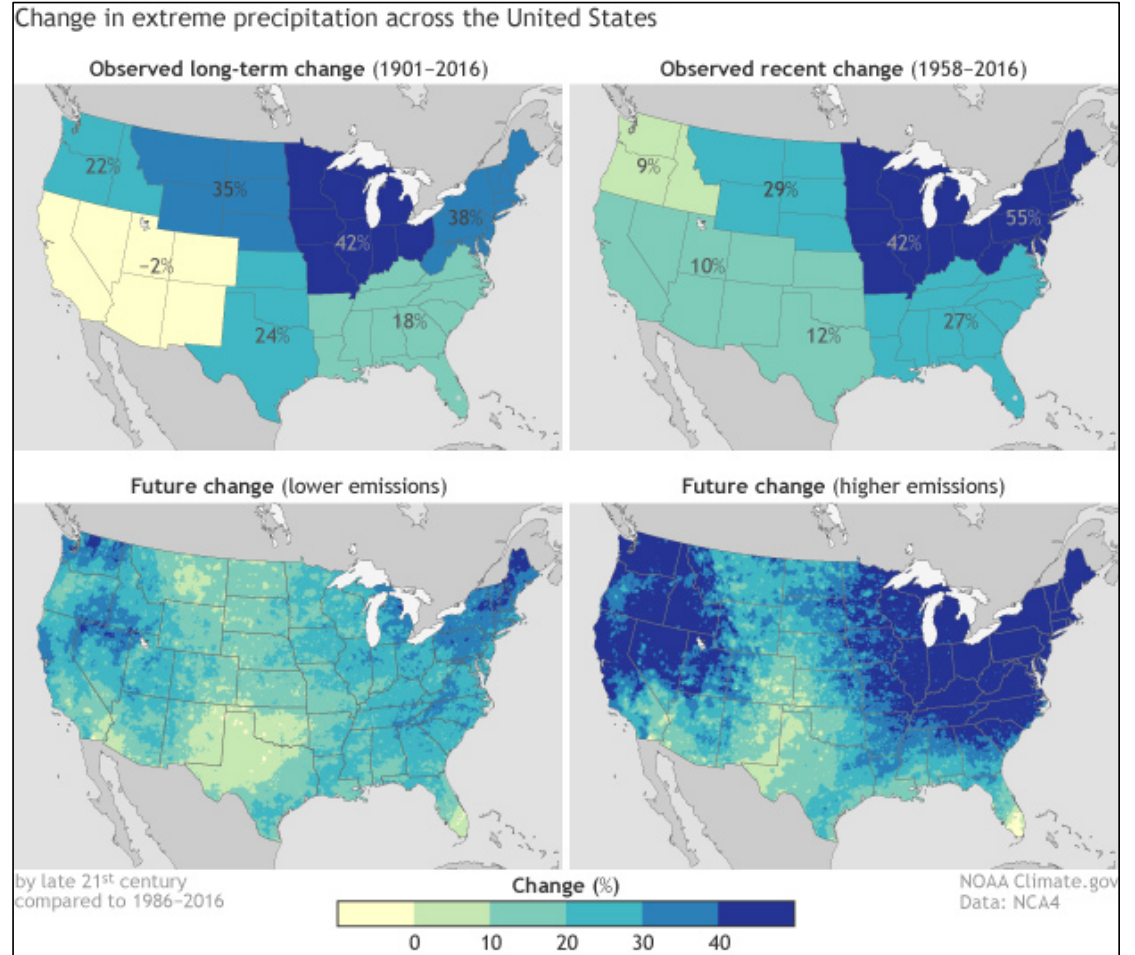 Change in extreme precipitation across the United States
Observed long-term change (1901–2016)
Observed recent change (1958–2016)
22%
35%
38%
42%
–2%
24%
18%
9%
29%
55%
42%
10%
12%
27%
Future change (lower emissions)
Future change (higher emissions)
by late 21st century
compared to 1986–2016
Change (%)
0 10 20 30 40
NOAA Climate.gov
Data: NCA4